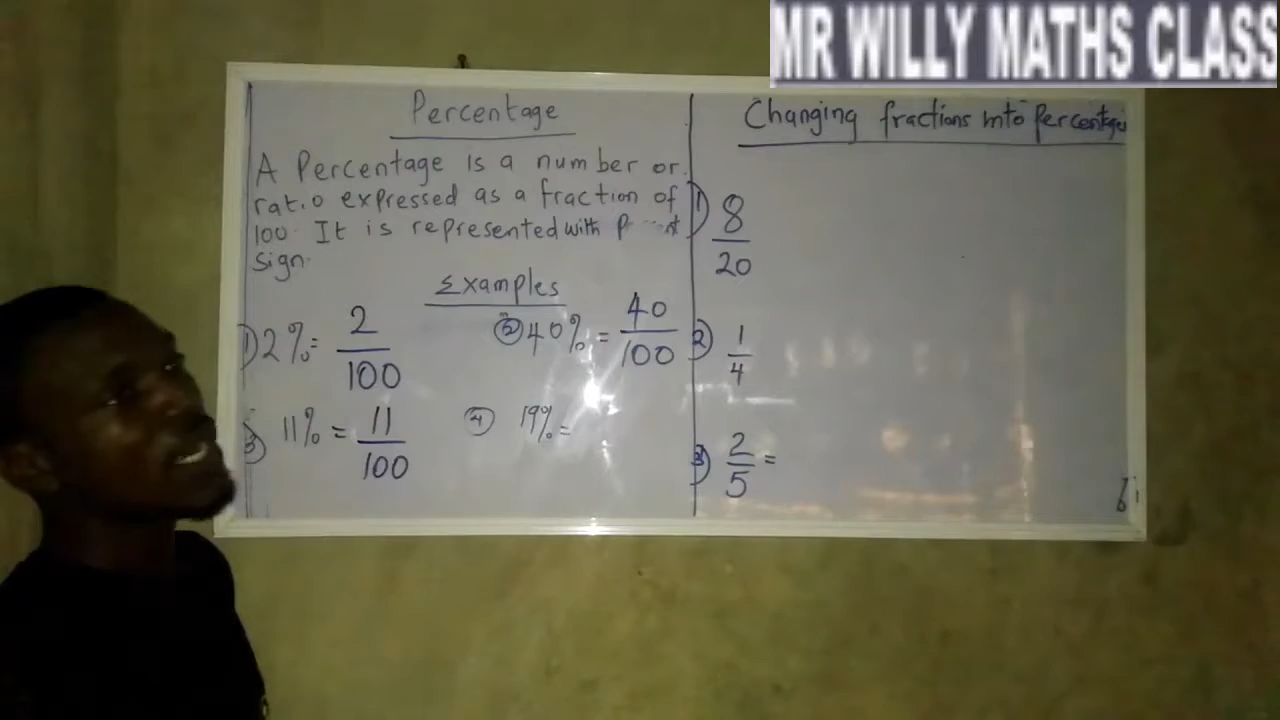 MR WILLY MATHS CLASS
Percentage
A Percentage is a number or
ratio expressed as a fraction of
100. It is represented with
sign.
Examples
1) 2% = 2/100
2 40% = 40/100
3) 11% = 11/100
4 19% =
Changing fractions into Percentages
1) 8/20
2) 1/4
3) 2/5 =